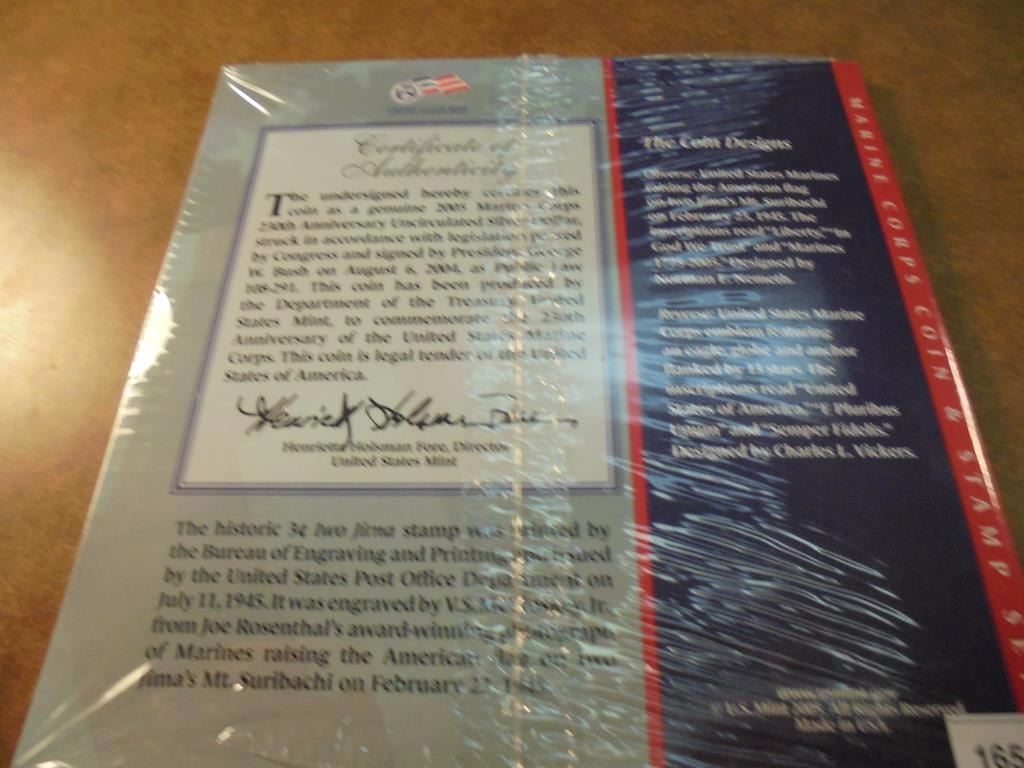 Certificate of
Authenticity
The undersigned hereby certifies this
coin as a genuine 2005 Marine Corps
230th Anniversary Uncirculated Silver Dollar,
struck in accordance with legislation passed
by Congress and signed by President George
W. Bush on August 6, 2004, as Public Law
108-291. This coin has been produced by
the Department of the Treasury, United
States Mint, to commemorate the 230th
Anniversary of the United States Marine
Corps. This coin is legal tender of the United
States of America.
Henrietta Holsman Fore, Director
United States Mint
The historic 3¢ Iwo Jima stamp was printed by
the Bureau of Engraving and Printing and issued
by the United States Post Office Department on
July 11, 1945. It was engraved by V.S. Jr.
from Joe Rosenthal's award-winning photograph
of Marines raising the American flag on Iwo
Jima's Mt. Suribachi on February 23, 1945.
The Coin Designs
Obverse: United States Marines
raising the American flag
on Iwo Jima's Mt. Suribachi
on February 23, 1945. The
inscriptions read "Liberty," "In
God We Trust" and "Marines
1775-2005." Designed by
Norman E. Nemeth.
Reverse: United States Marine
Corps emblem featuring
an eagle, globe and anchor
flanked by 13 stars. The
inscriptions read "United
States of America," "E Pluribus
Unum" and "Semper Fidelis."
Designed by Charles L. Vickers.
www.usmint.gov
© U.S. Mint 2005. All Rights Reserved.
Made in USA
MARINE CORPS COIN & STAMP SE
165